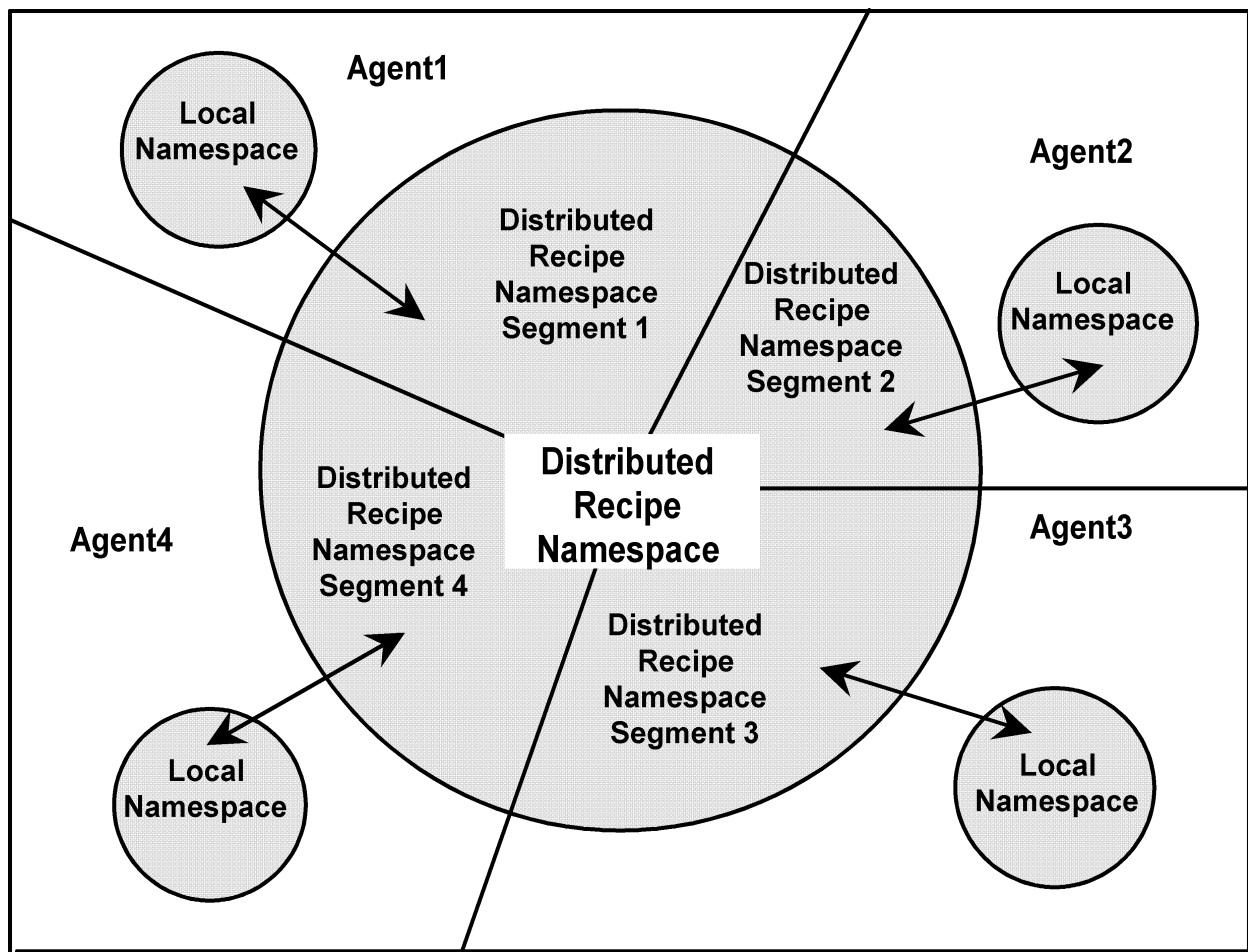 Agent1
Local
Namespace
Distributed
Recipe
Namespace
Segment 1
Agent2
Distributed
Recipe
Namespace
Segment 2
Local
Namespace
Distributed
Recipe
Namespace
Agent4
Distributed
Recipe
Namespace
Segment 4
Local
Namespace
Agent3
Distributed
Recipe
Namespace
Segment 3
Local
Namespace